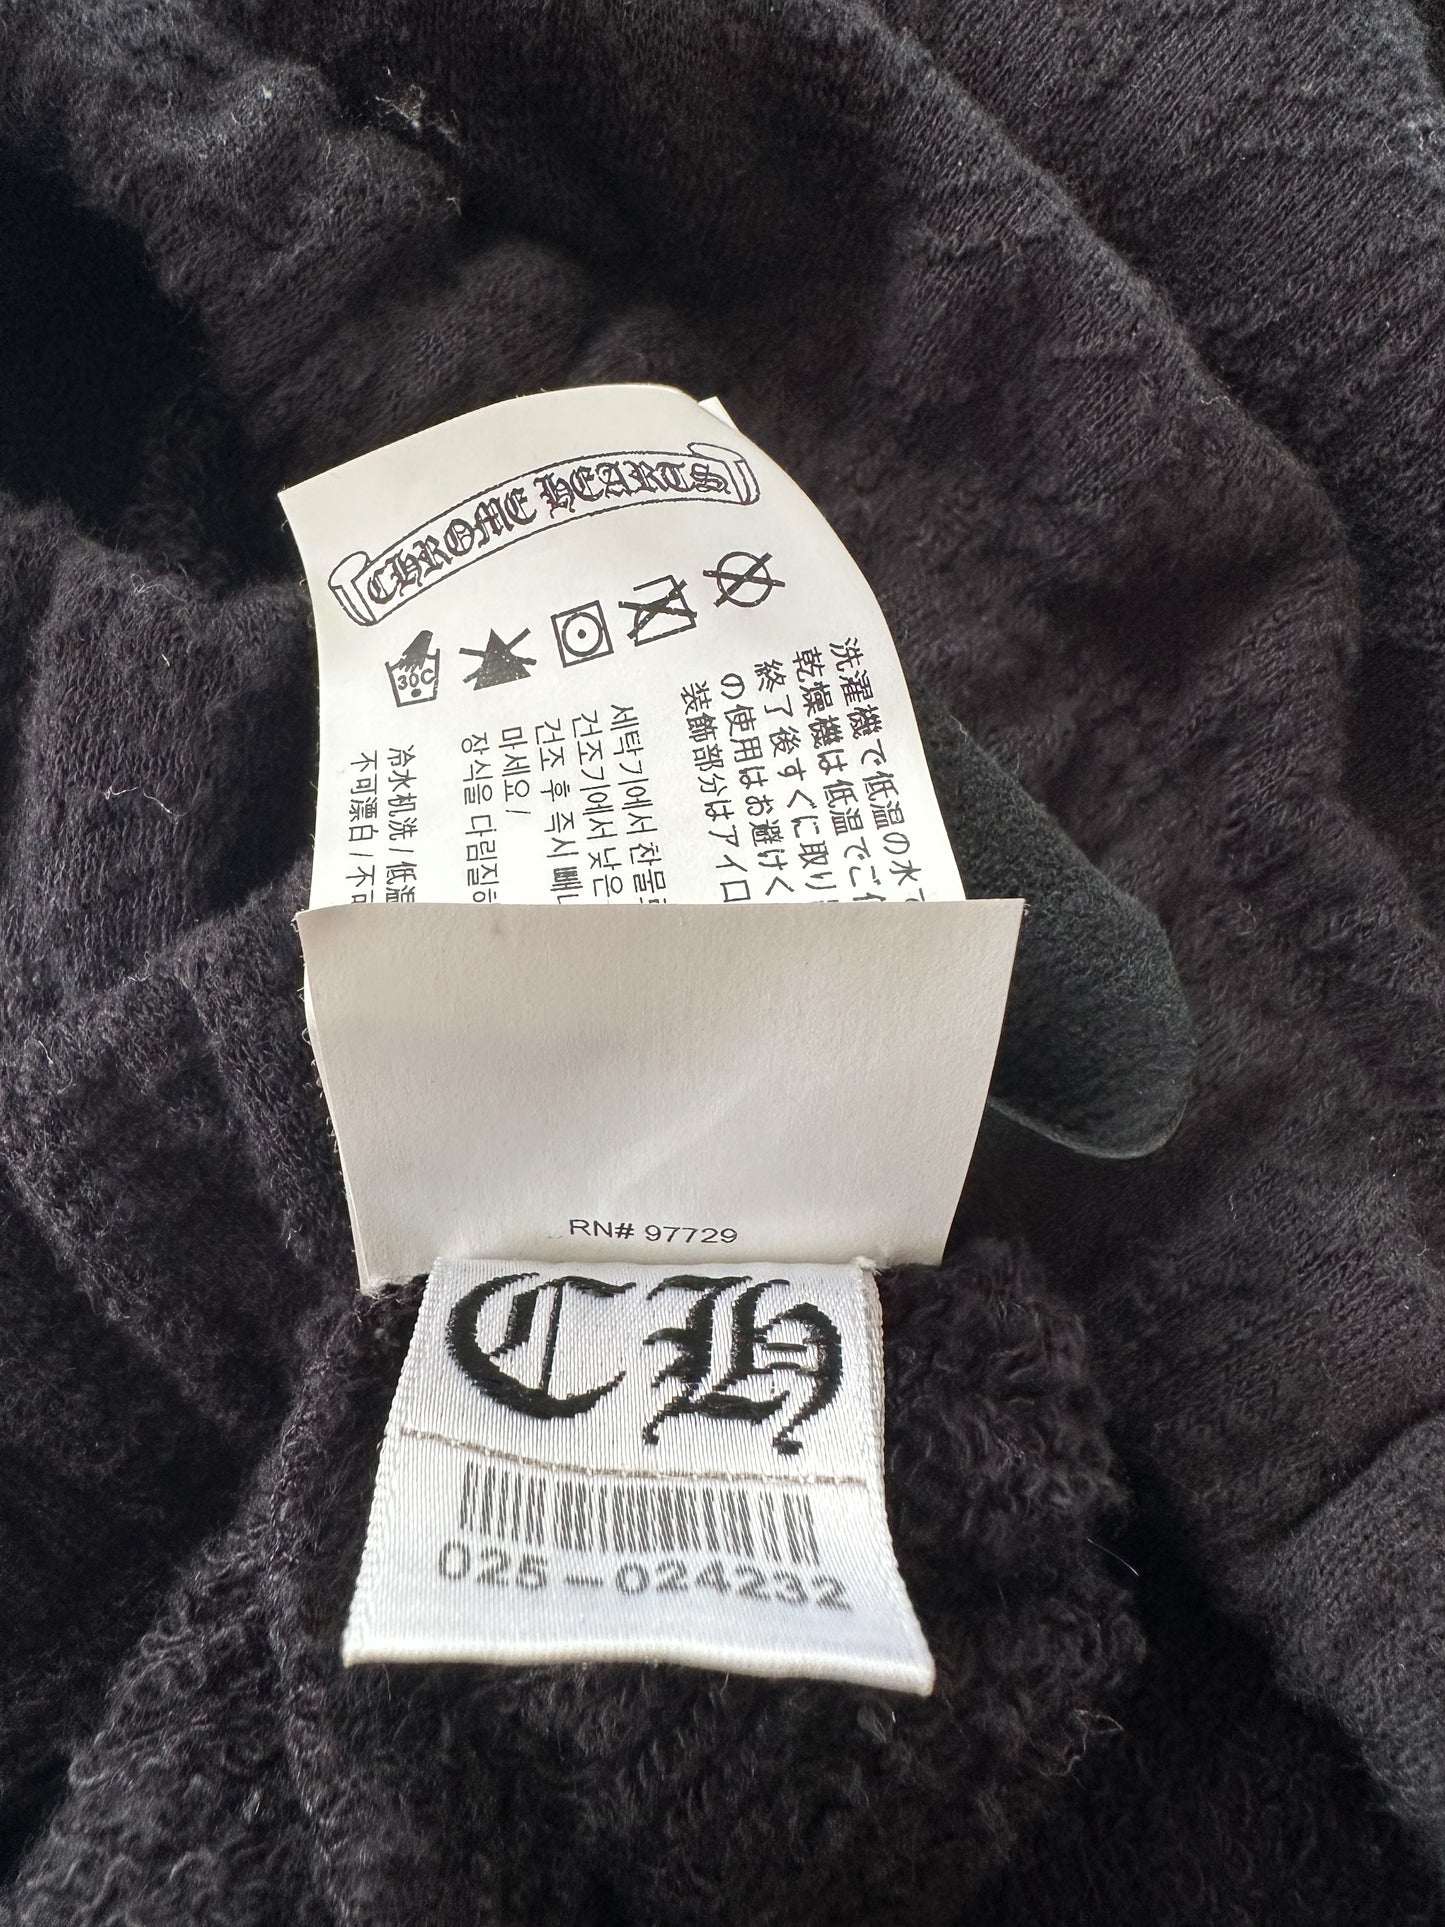 CHROME HEARTS
30C
洗濯機で低温の水で
乾燥機は低温でご
終了後すぐに取り
の使用はお避けく
装飾部分はアイロ
세탁기에서 찬물
건조기에서 낮은
건조 후 즉시 빼
마세요 /
장식을 다림질
冷水机洗 / 低温
不可漂白 / 不可
RN# 97729
CH
025-024232